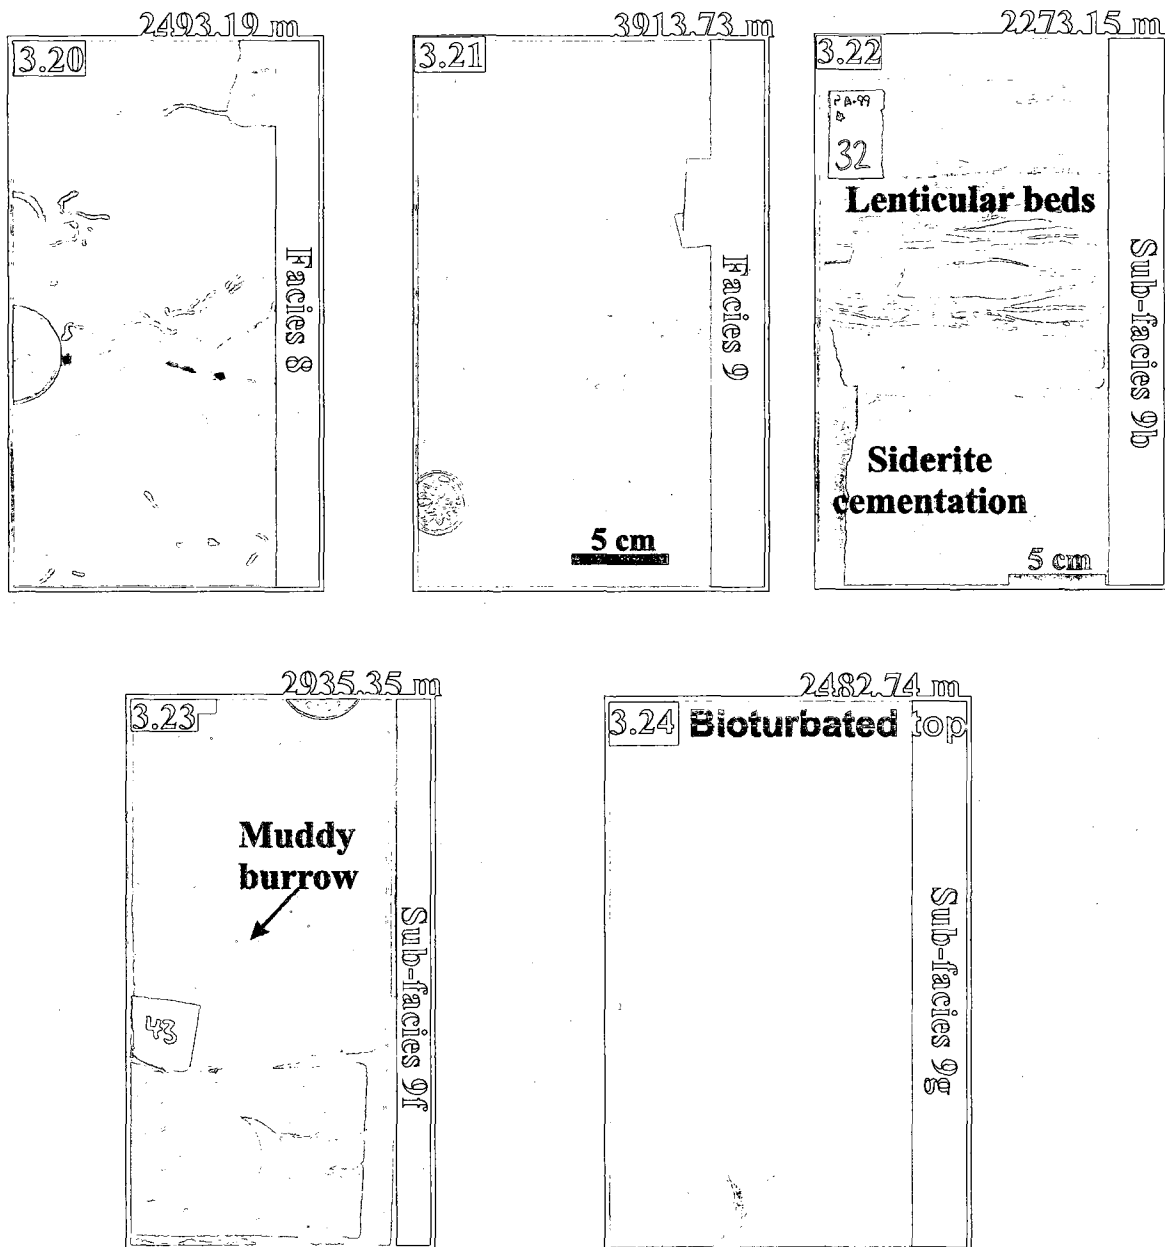 2493.19 m
3.20
Facies 8
3913.73 m
3.21
Facies 9
5 cm
2273.15 m
3.22
PA-99
32
Lenticular beds
Siderite
cementation
5 cm
Sub-facies 9b
2935.35 m
3.23
Muddy
burrow
43
Sub-facies 9f
2482.74 m
3.24 Bioturbated top
Sub-facies 9g